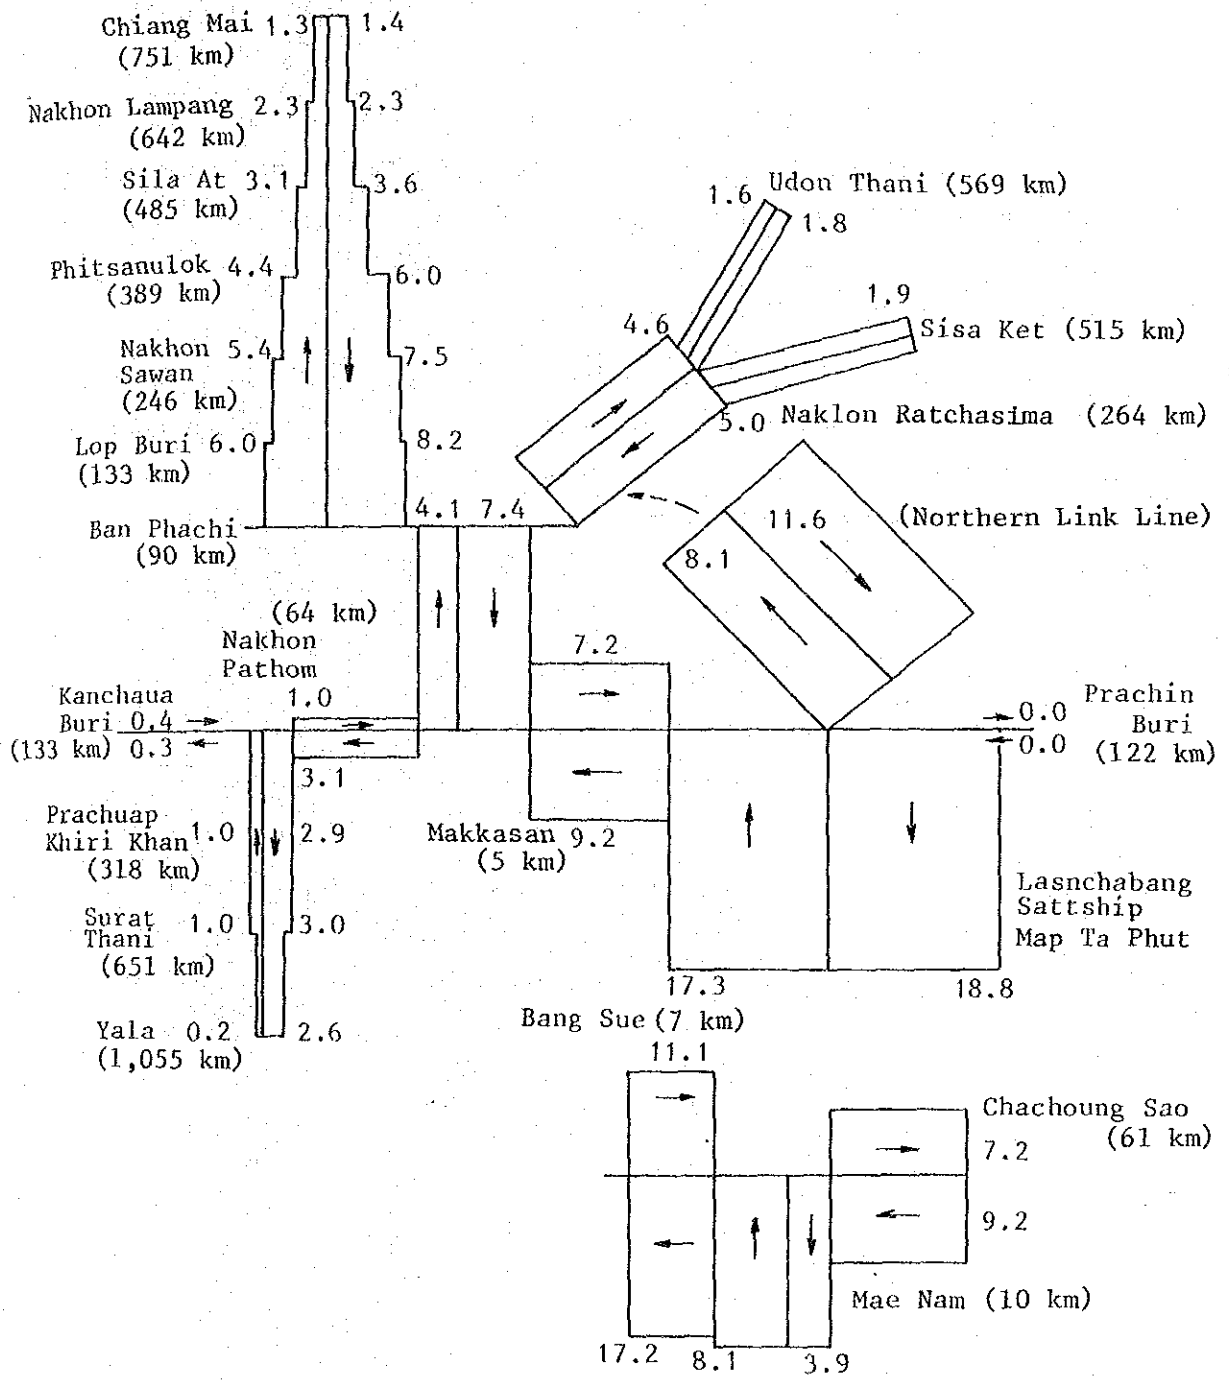 Chiang Mai 1.3 1.4
(751 km)
Nakhon Lampang 2.3 2.3
(642 km)
Sila At 3.1 3.6
(485 km)
Phitsanulok 4.4 6.0
(389 km)
Nakhon 5.4 7.5
Sawan
(246 km)
Lop Buri 6.0 8.2
(133 km)
Ban Phachi
(90 km)
4.1 7.4
1.6 Udon Thani (569 km)
1.8
1.9
4.6 Sisa Ket (515 km)
5.0 Naklon Ratchasima (264 km)
11.6 (Northern Link Line)
8.1
(64 km)
Nakhon
Pathom
7.2
Kanchaua 1.0
Buri 0.4
(133 km) 0.3
3.1
Prachin
0.0 Buri
0.0 (122 km)
Prachuap
Khiri Khan 1.0 2.9
(318 km)
Makkasan 9.2
(5 km)
Surat 1.0 3.0
Thani
(651 km)
Lasnchabang
Sattship
Map Ta Phut
17.3 18.8
Yala 0.2 2.6
(1,055 km)
Bang Sue (7 km)
11.1
Chachoung Sao
(61 km)
7.2
9.2
Mae Nam (10 km)
17.2 8.1 3.9